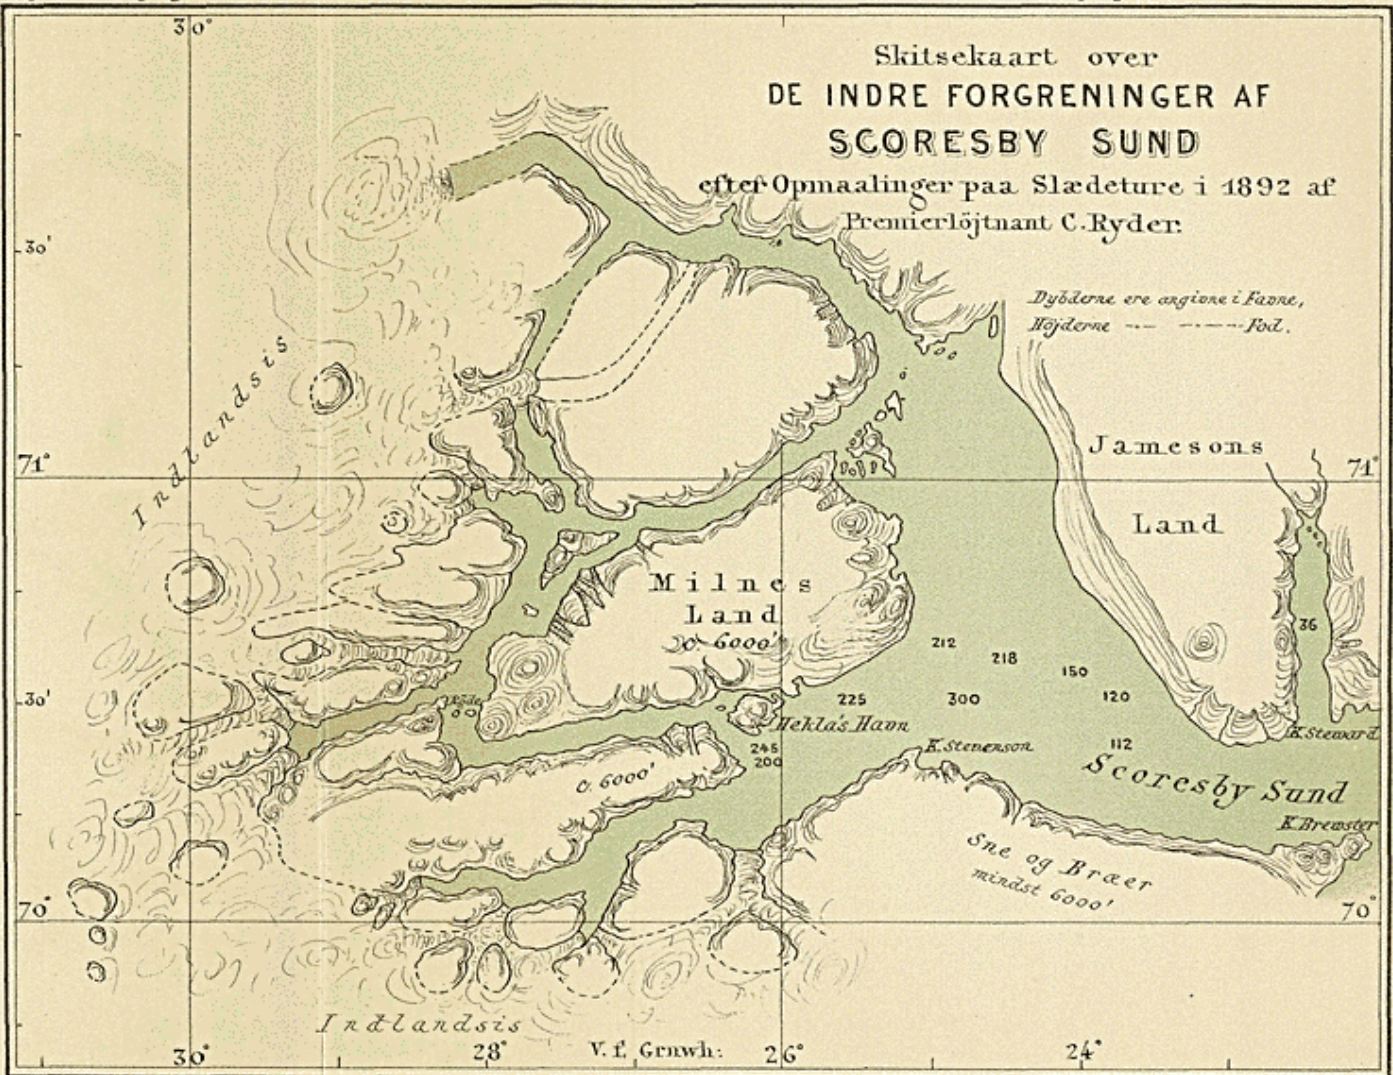 30°
Skitsekaart over
DE INDRE FORGRENINGER AF
SCORESBY SUND
efter Opmaalinger paa Slædeture i 1892 af
Premierlöjtnant C. Ryder.
30'
Dybderne ere angivne i Favne,
Höjderne -- -- -- Fod.
Indlandsis
71°
Jamesons
71°
Land
Milnes
Land
c. 6000'
36
212
218
150
30'
225
300
120
Hekla's Havn
K. Steward
245
200
K. Stevenson
112
Scoresby Sund
c. 6000'
K. Brewster
Sne og Bræer
mindst 6000'
70°
70°
Indlandsis
30°
28°
V. f. Grnwh:
26°
24°